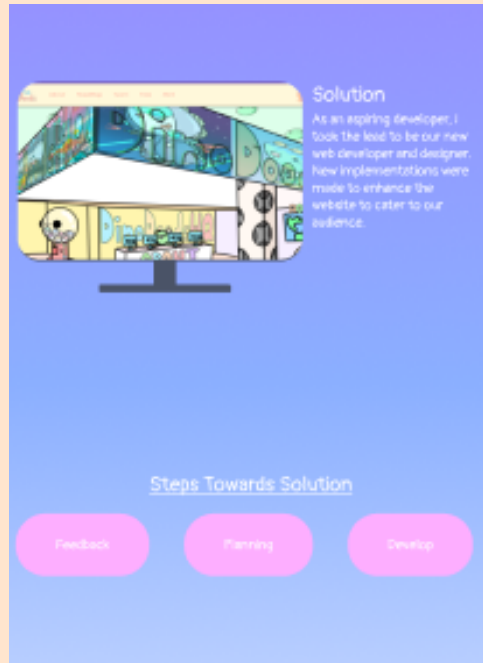 Solution
As an aspiring developer, I
took the lead to be our new
web developer and designer.
New implementations were
made to enhance the
website to cater to our
audience.
Steps Towards Solution
Feedback
Planning
Develop